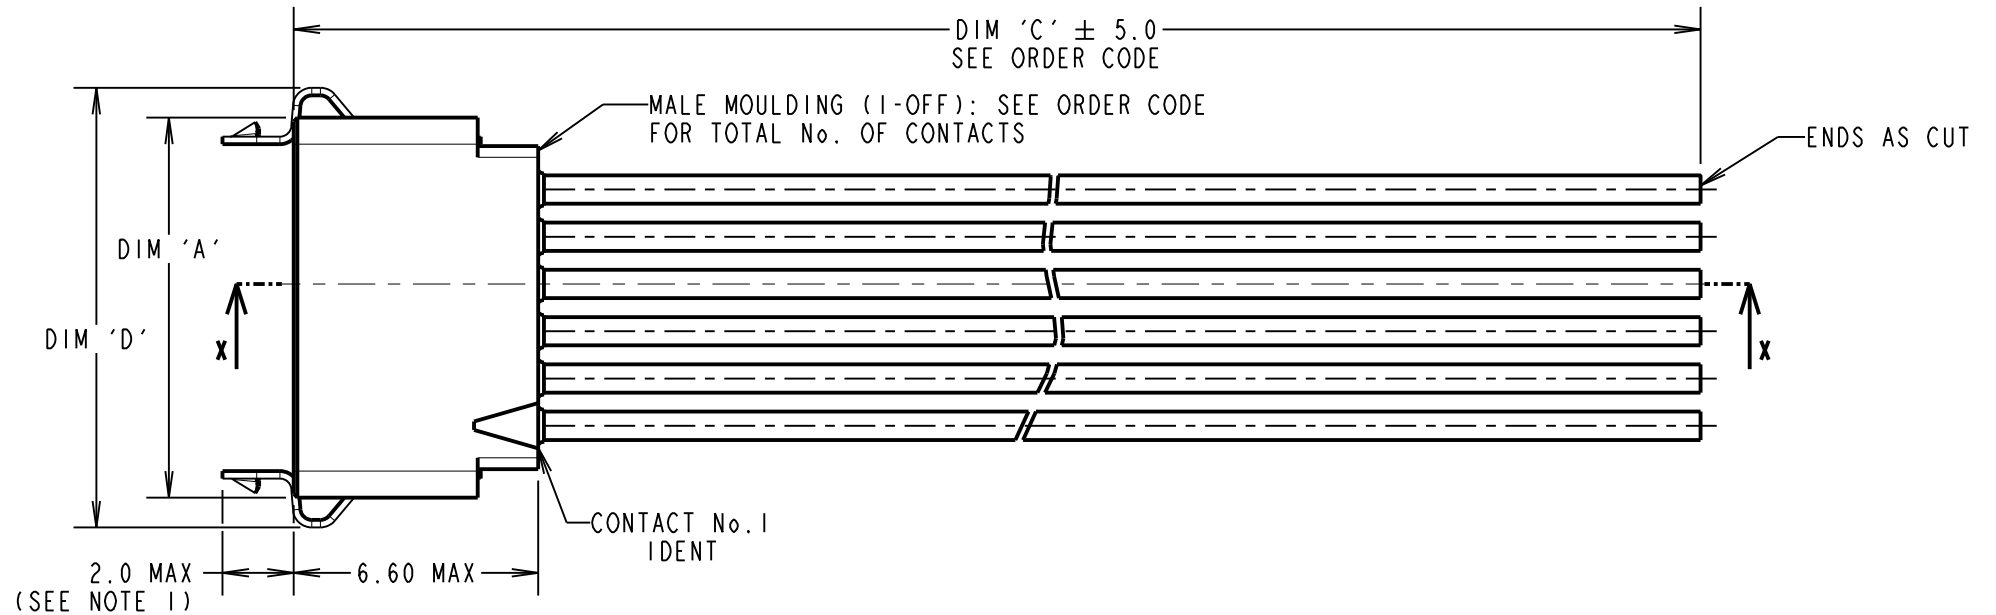 DIM 'C' ± 5.0
SEE ORDER CODE
MALE MOULDING (1-OFF): SEE ORDER CODE
FOR TOTAL No. OF CONTACTS
ENDS AS CUT
DIM 'A'
DIM 'D'
X
X
CONTACT No.1
IDENT
2.0 MAX
(SEE NOTE 1)
6.60 MAX